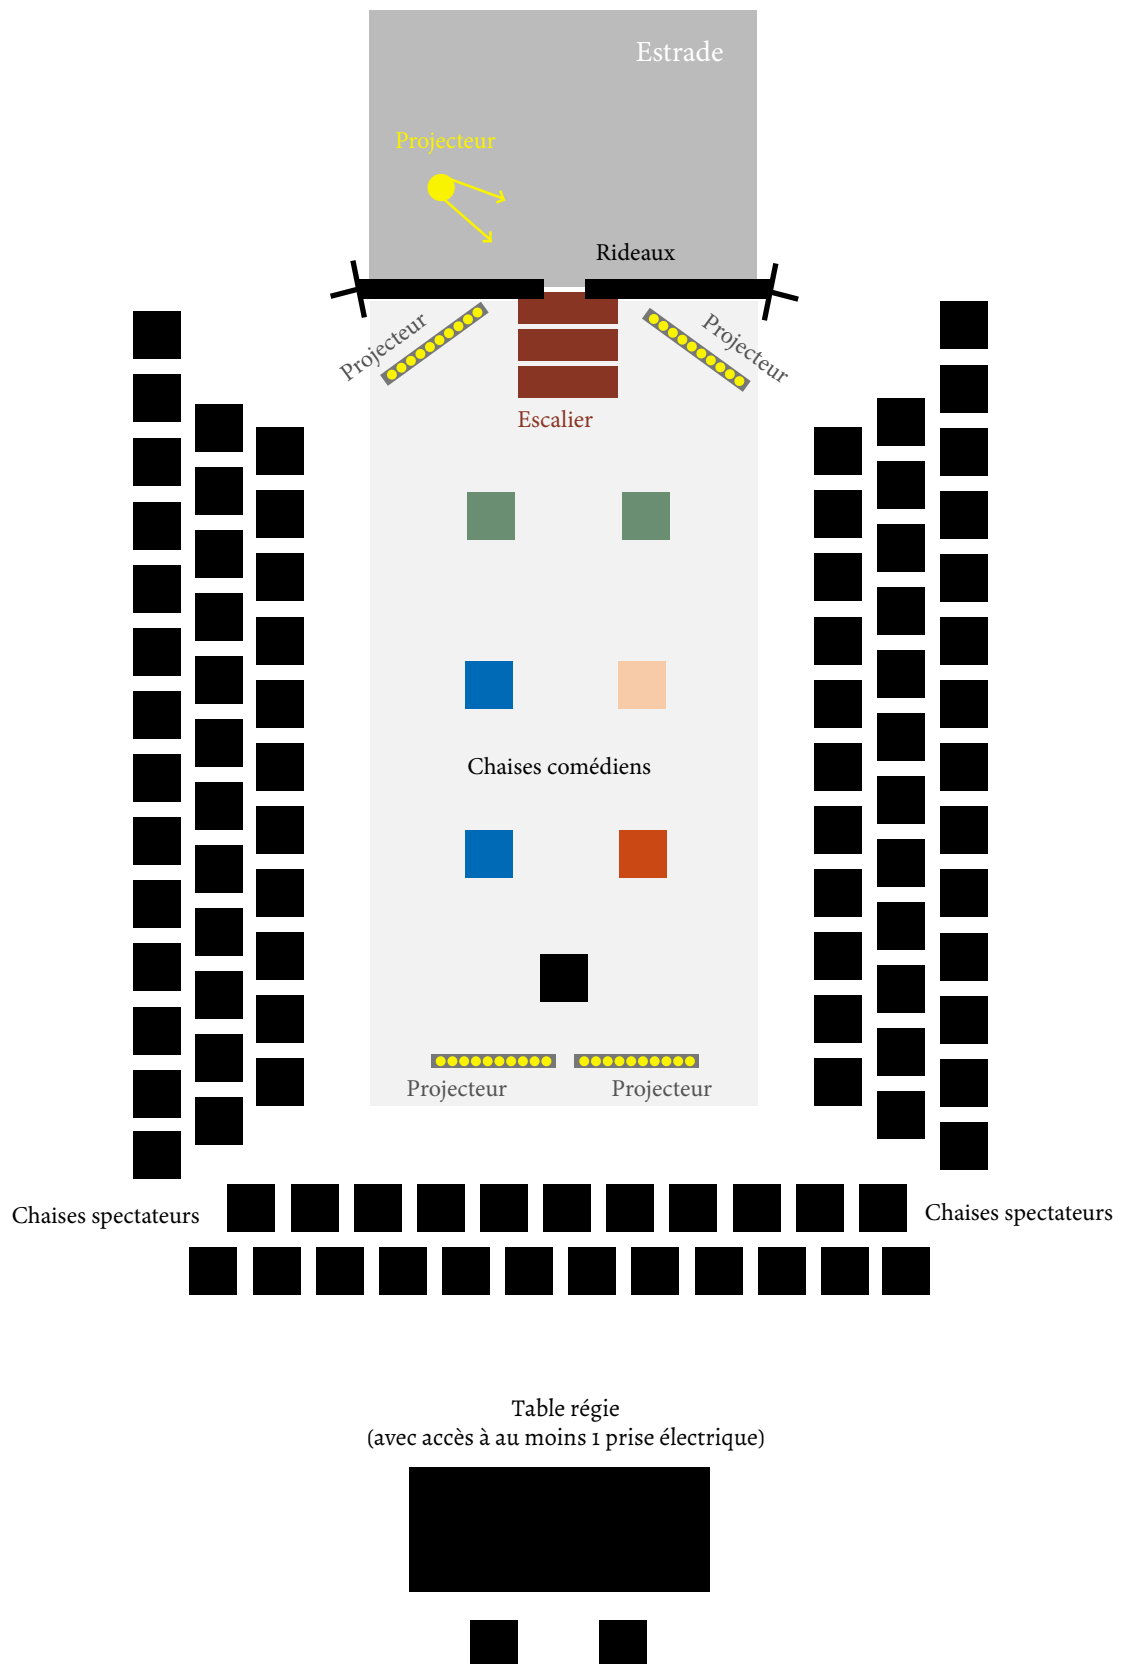 Estrade
Projecteur
Rideaux
Projecteur
Projecteur
Escalier
Chaises comédiens
Projecteur
Projecteur
Chaises spectateurs
Chaises spectateurs
Table régie
(avec accès à au moins 1 prise électrique)